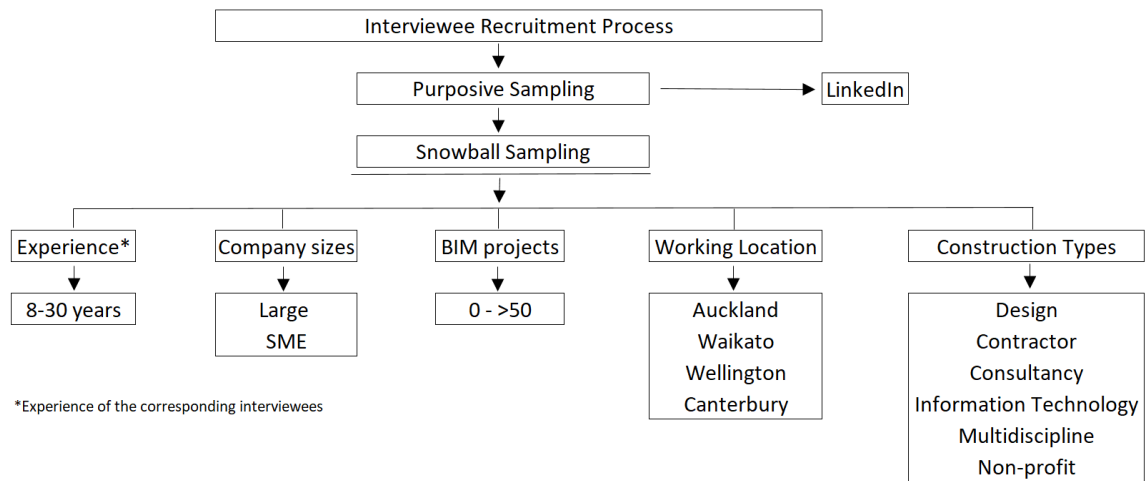 Interviewee Recruitment Process
Purposive Sampling
LinkedIn
Snowball Sampling
Experience*
Company sizes
BIM projects
Working Location
Construction Types
8-30 years
Large
SME
0 - >50
Auckland
Waikato
Wellington
Canterbury
Design
Contractor
Consultancy
Information Technology
Multidiscipline
Non-profit
*Experience of the corresponding interviewees